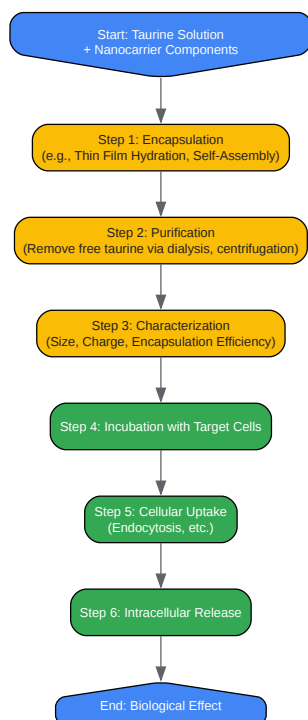 Start: Taurine Solution
+ Nanocarrier Components
Step 1: Encapsulation
(e.g., Thin Film Hydration, Self-Assembly)
Step 2: Purification
(Remove free taurine via dialysis, centrifugation)
Step 3: Characterization
(Size, Charge, Encapsulation Efficiency)
Step 4: Incubation with Target Cells
Step 5: Cellular Uptake
(Endocytosis, etc.)
Step 6: Intracellular Release
End: Biological Effect